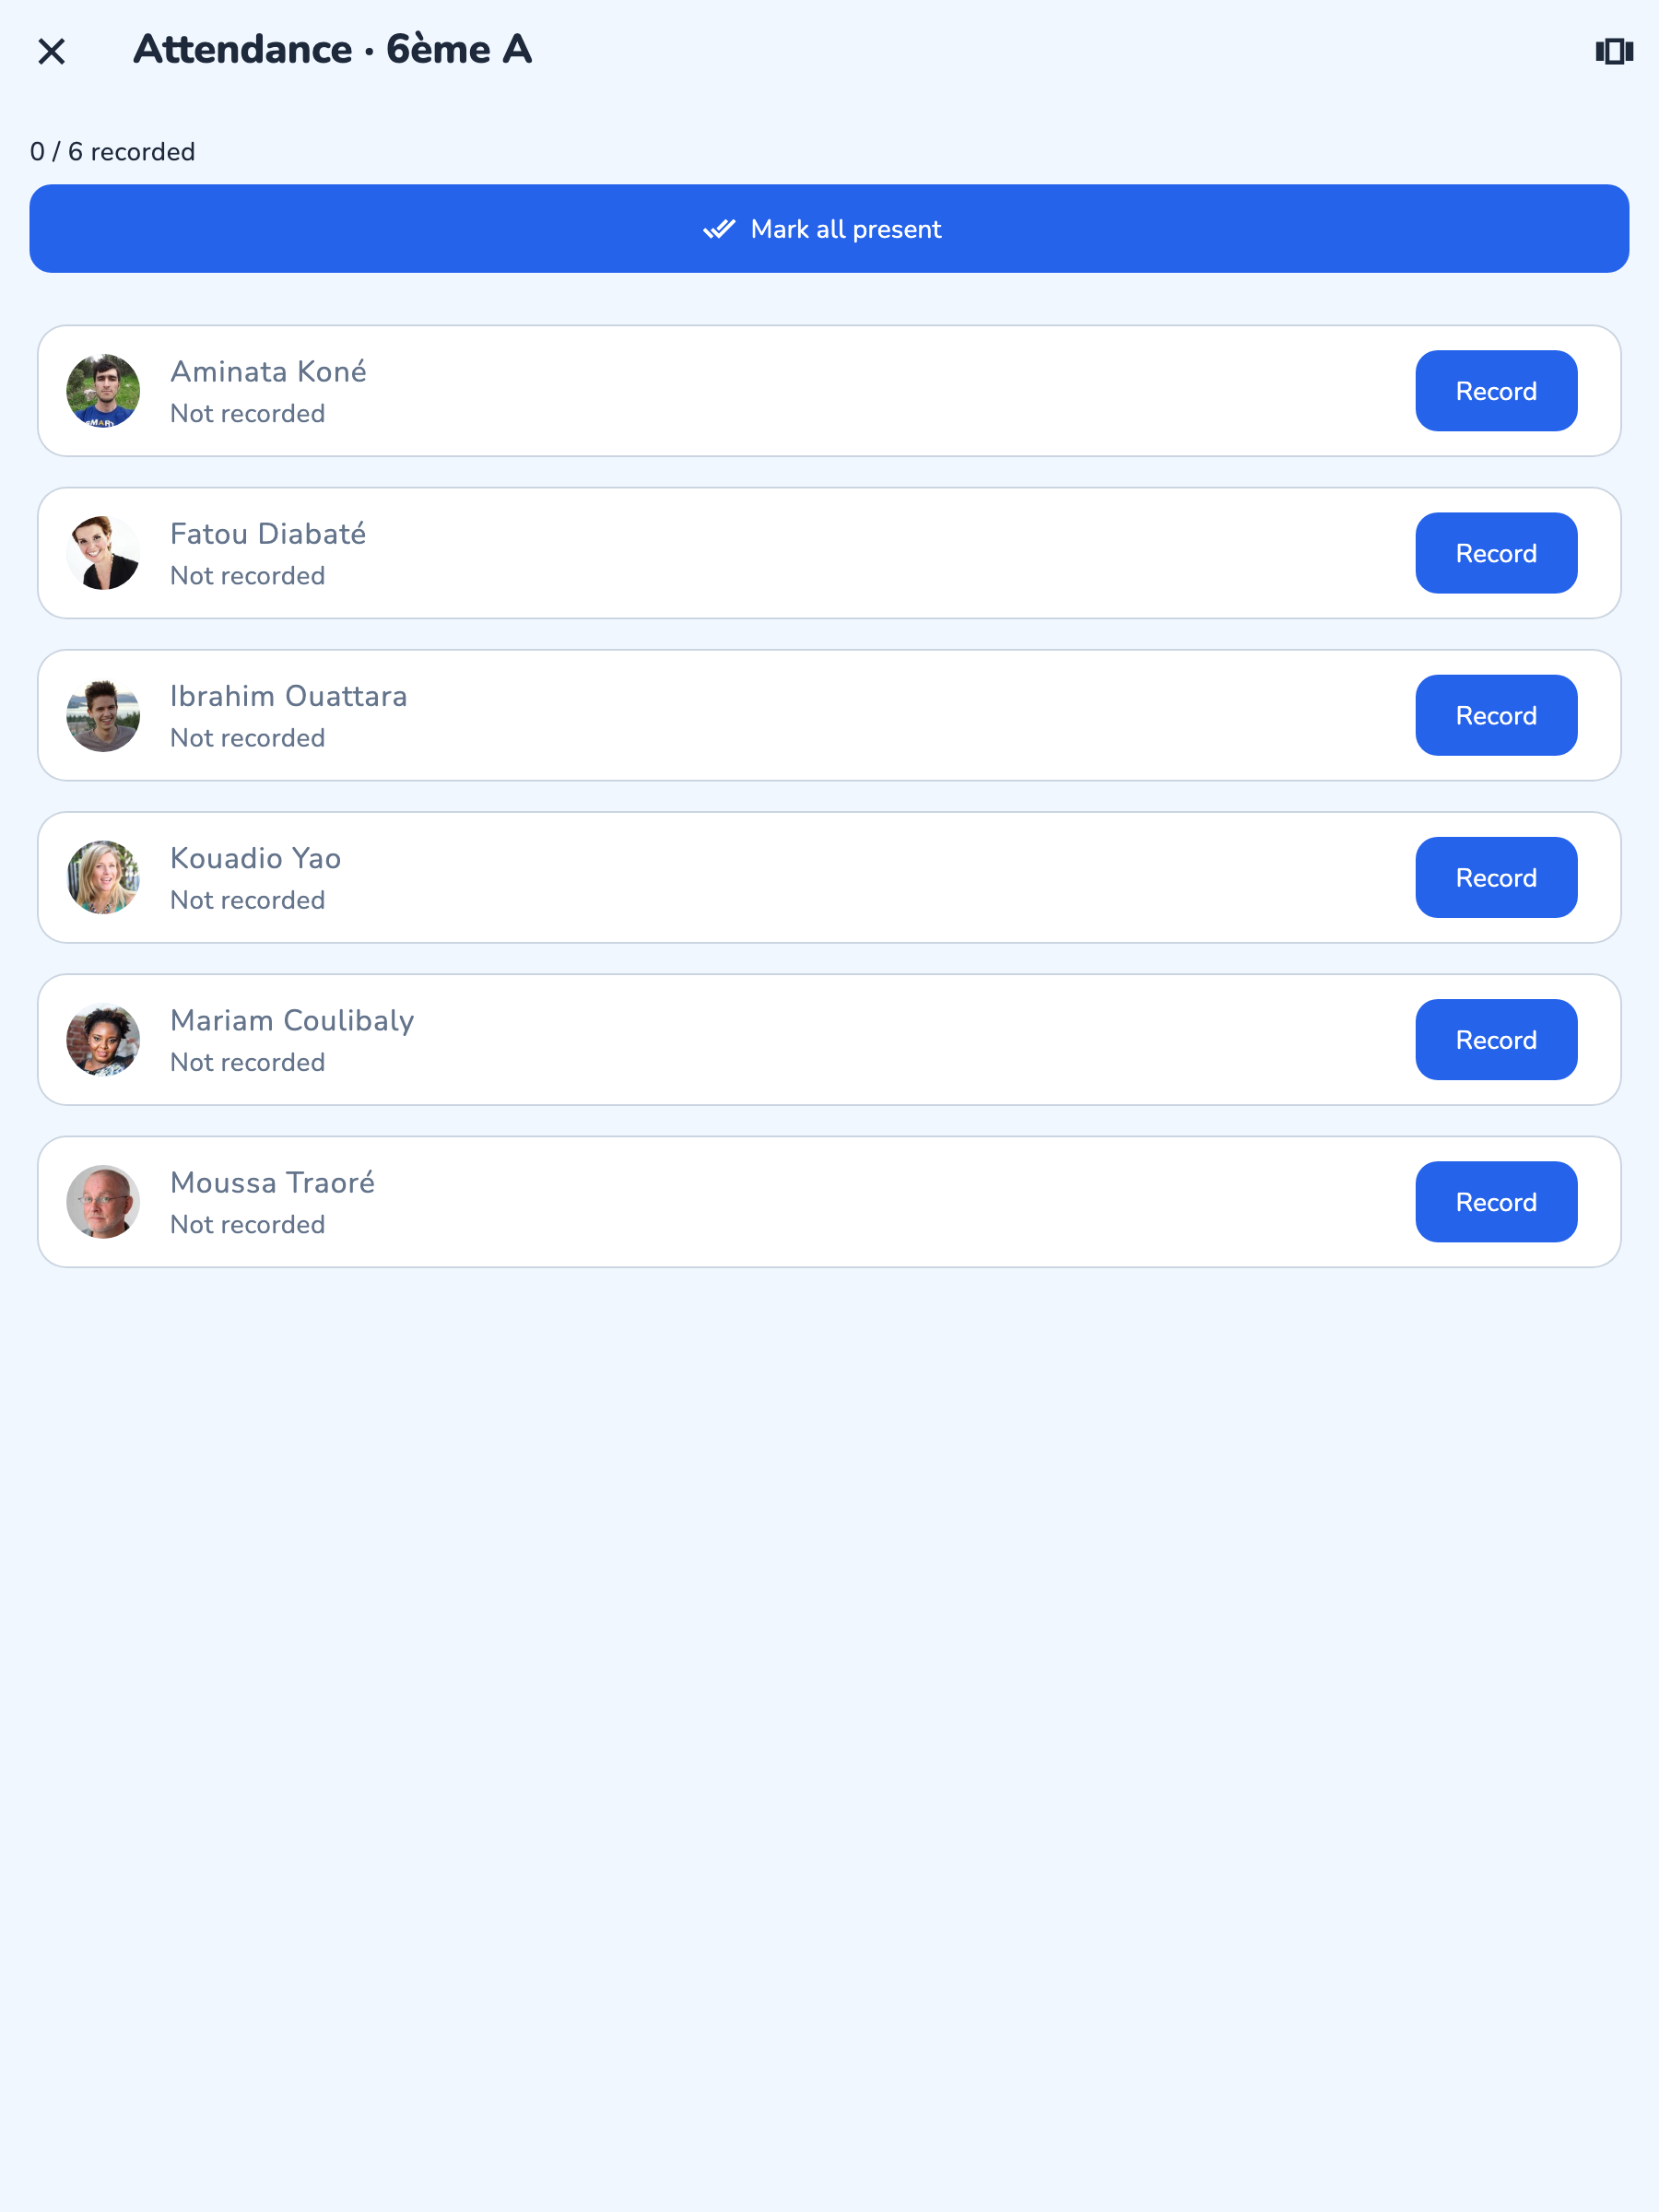 Attendance · 6ème A
0 / 6 recorded
Mark all present
Aminata Koné
Not recorded
Record
Fatou Diabaté
Not recorded
Record
Ibrahim Ouattara
Not recorded
Record
Kouadio Yao
Not recorded
Record
Mariam Coulibaly
Not recorded
Record
Moussa Traoré
Not recorded
Record